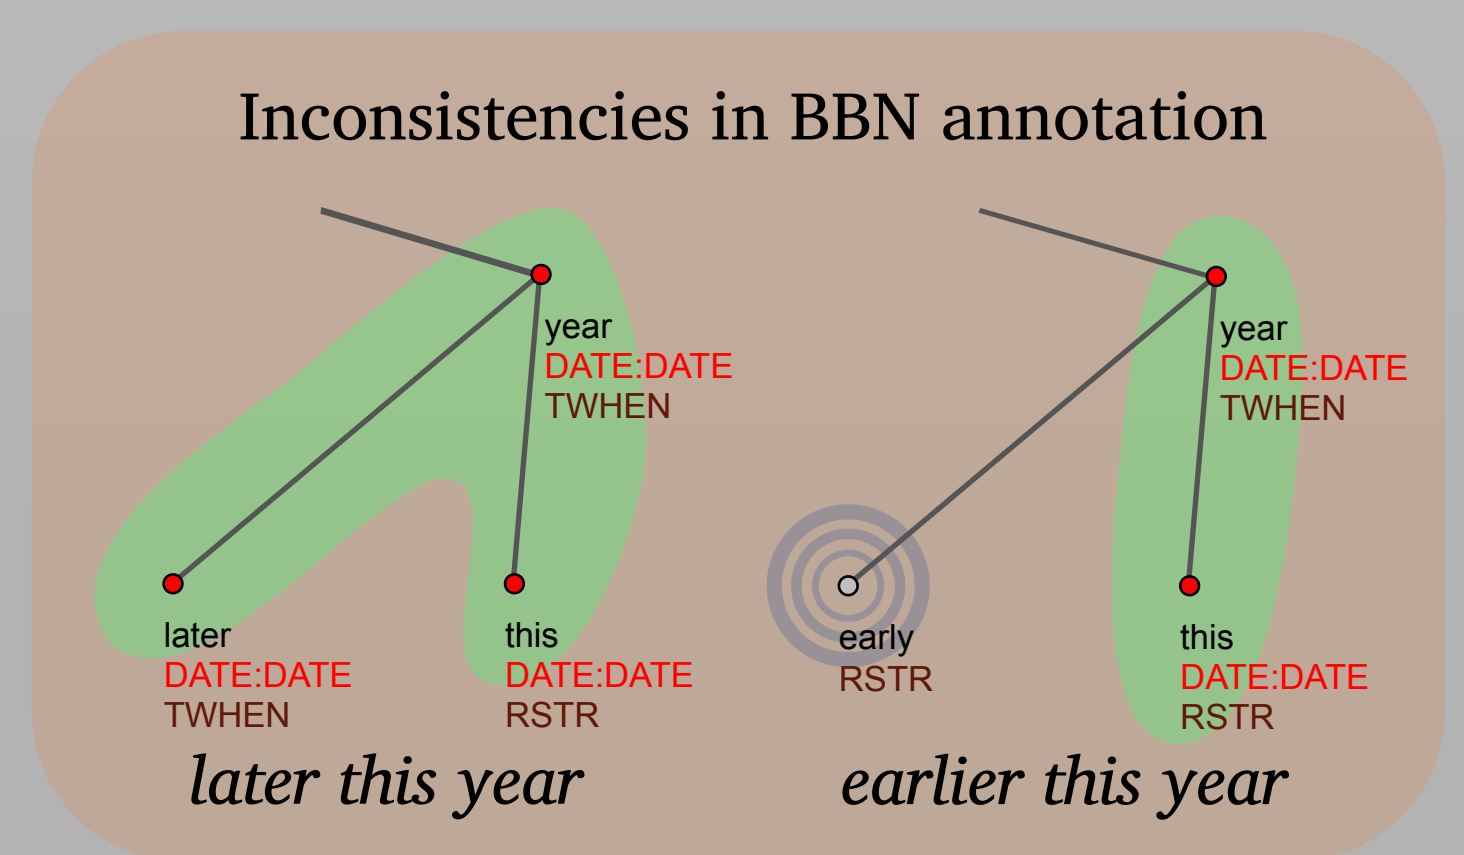 Inconsistencies in BBN annotation
year
DATE:DATE
TWHEN
later
DATE:DATE
TWHEN
this
DATE:DATE
RSTR
later this year
year
DATE:DATE
TWHEN
early
RSTR
this
DATE:DATE
RSTR
earlier this year